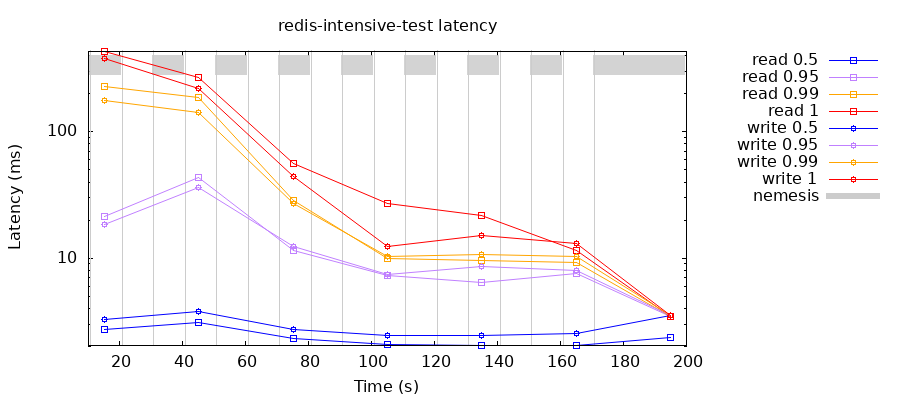 redis-intensive-test latency
Latency (ms)
100
10
20 40 60 80 100 120 140 160 180 200
Time (s)
read 0.5
read 0.95
read 0.99
read 1
write 0.5
write 0.95
write 0.99
write 1
nemesis